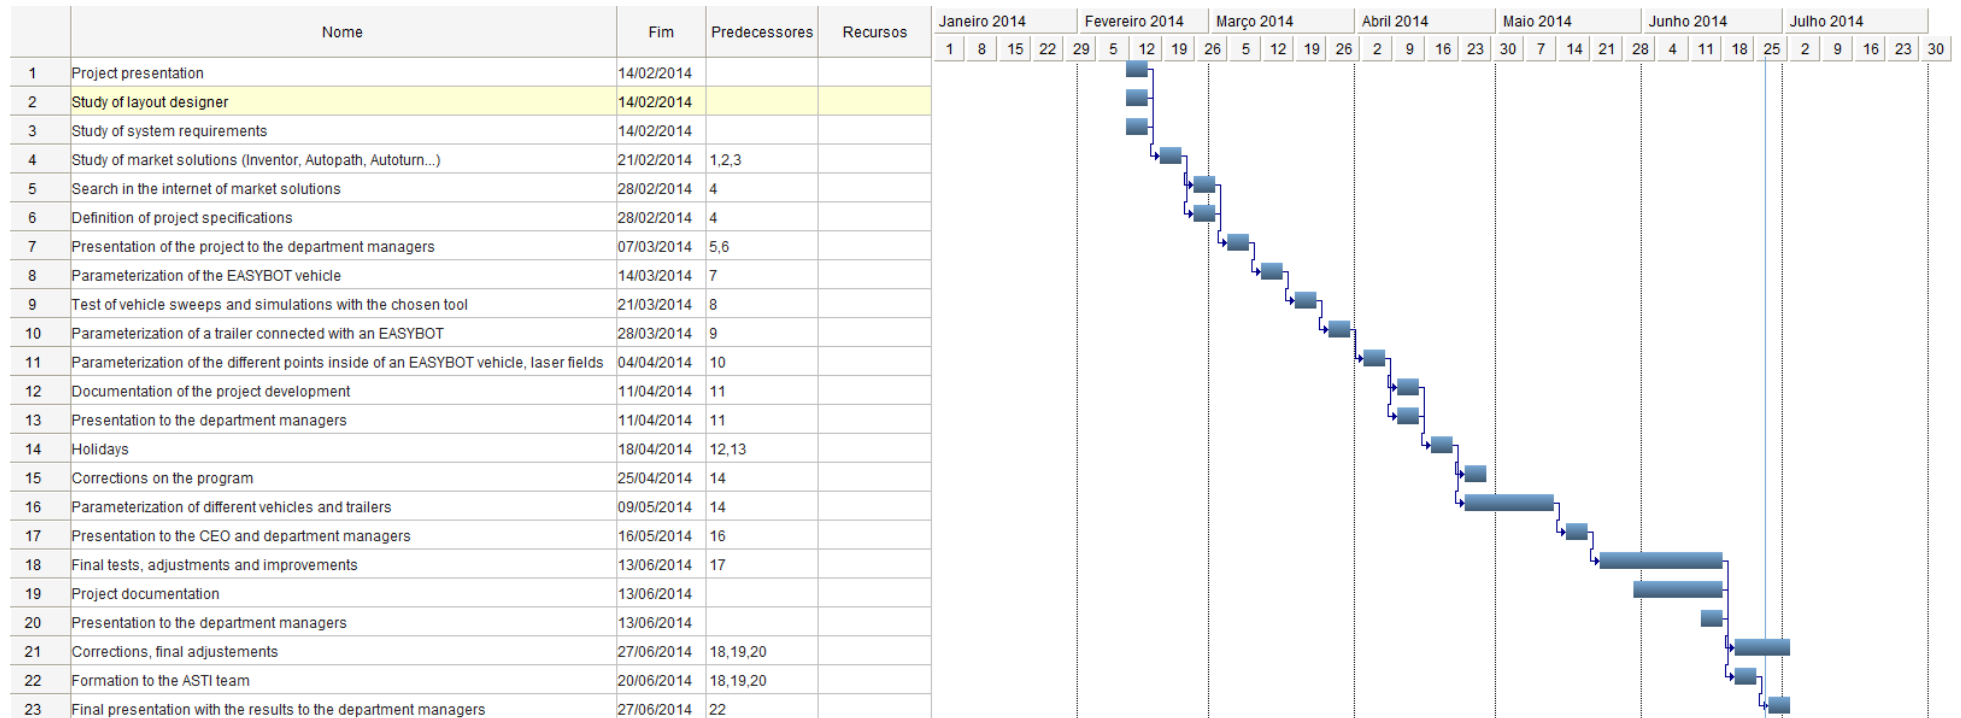 Nome Fim Predecessores Recursos
Janeiro 2014 Fevereiro 2014 Março 2014 Abril 2014 Maio 2014 Junho 2014 Julho 2014
1 8 15 22 29 5 12 19 26 5 12 19 26 2 9 16 23 30 7 14 21 28 4 11 18 25 2 9 16 23 30
1 Project presentation 14/02/2014
2 Study of layout designer 14/02/2014
3 Study of system requirements 14/02/2014
4 Study of market solutions (Inventor, Autopath, Autoturn...) 21/02/2014 1,2,3
5 Search in the internet of market solutions 28/02/2014 4
6 Definition of project specifications 28/02/2014 4
7 Presentation of the project to the department managers 07/03/2014 5,6
8 Parameterization of the EASYBOT vehicle 14/03/2014 7
9 Test of vehicle sweeps and simulations with the chosen tool 21/03/2014 8
10 Parameterization of a trailer connected with an EASYBOT 28/03/2014 9
11 Parameterization of the different points inside of an EASYBOT vehicle, laser fields 04/04/2014 10
12 Documentation of the project development 11/04/2014 11
13 Presentation to the department managers 11/04/2014 11
14 Holidays 18/04/2014 12,13
15 Corrections on the program 25/04/2014 14
16 Parameterization of different vehicles and trailers 09/05/2014 14
17 Presentation to the CEO and department managers 16/05/2014 16
18 Final tests, adjustments and improvements 13/06/2014 17
19 Project documentation 13/06/2014
20 Presentation to the department managers 13/06/2014
21 Corrections, final adjustements 27/06/2014 18,19,20
22 Formation to the ASTI team 20/06/2014 18,19,20
23 Final presentation with the results to the department managers 27/06/2014 22